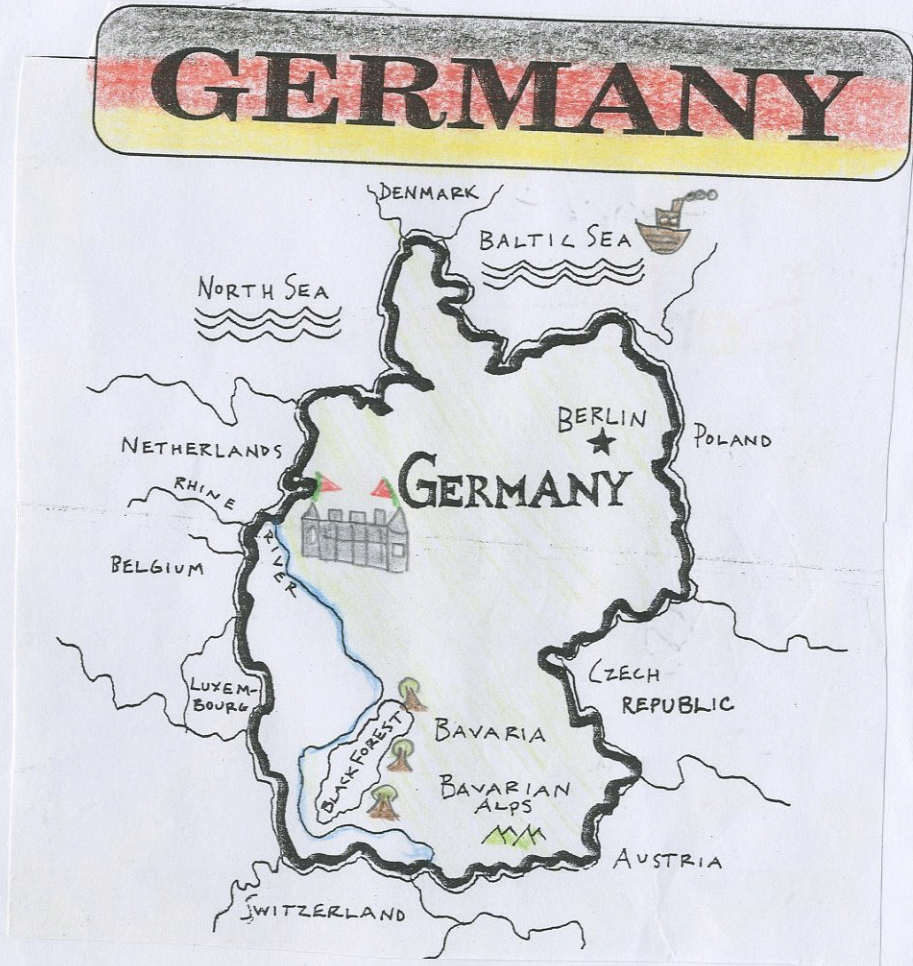 GERMANY
DENMARK
BALTIC SEA
NORTH SEA
BERLIN
POLAND
NETHERLANDS
RHINE
RIVER
GERMANY
BELGIUM
LUXEM-
BOURG
CZECH
REPUBLIC
BLACK FOREST
BAVARIA
BAVARIAN
ALPS
AUSTRIA
SWITZERLAND